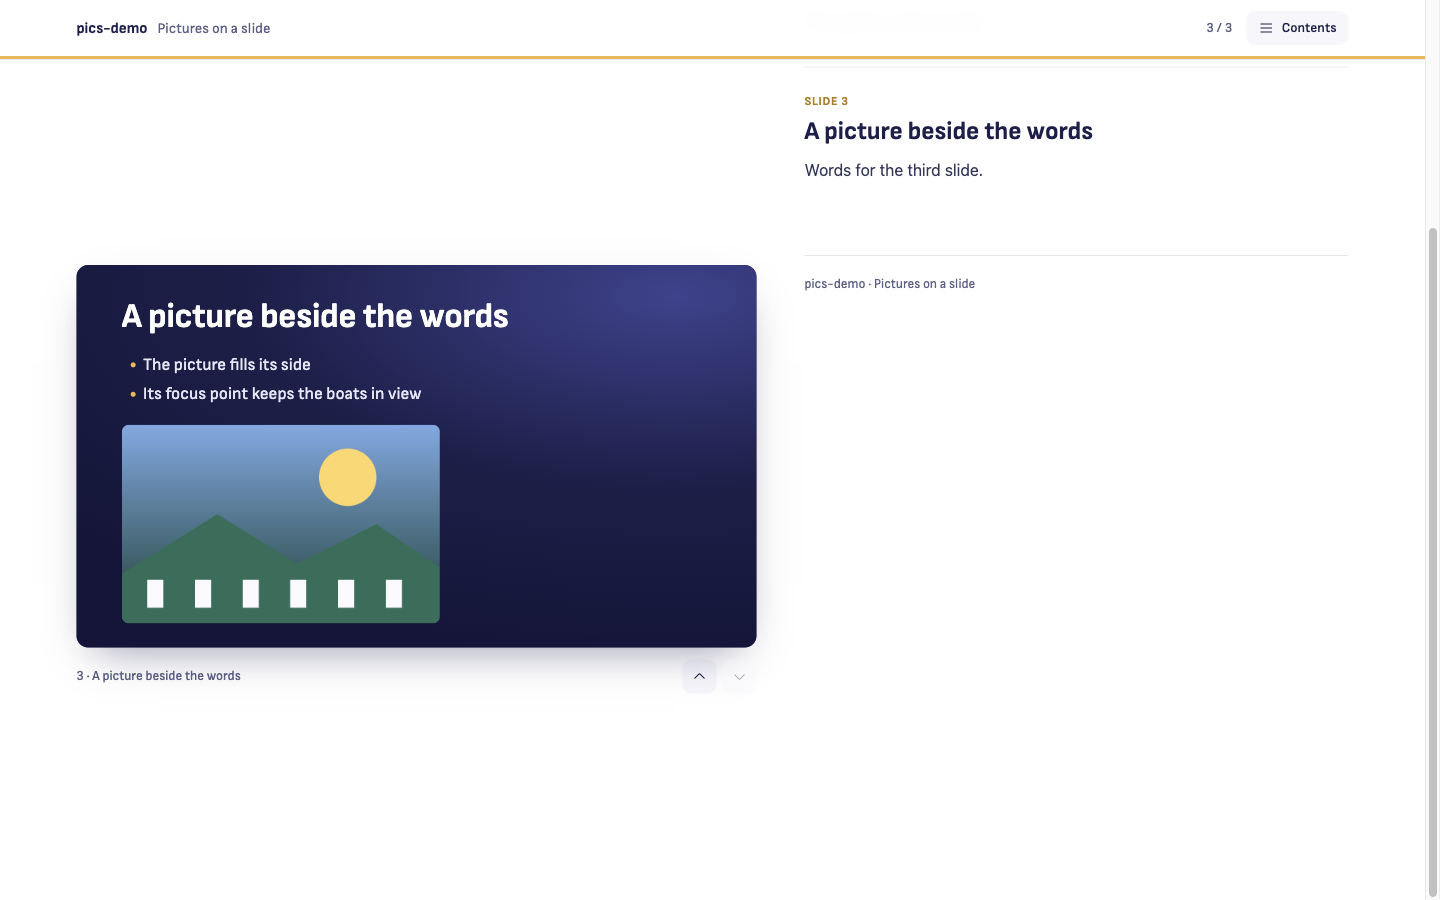 pics-demo Pictures on a slide
3 / 3
Contents
SLIDE 3
A picture beside the words
Words for the third slide.
pics-demo · Pictures on a slide
A picture beside the words
• The picture fills its side
• Its focus point keeps the boats in view
3 · A picture beside the words